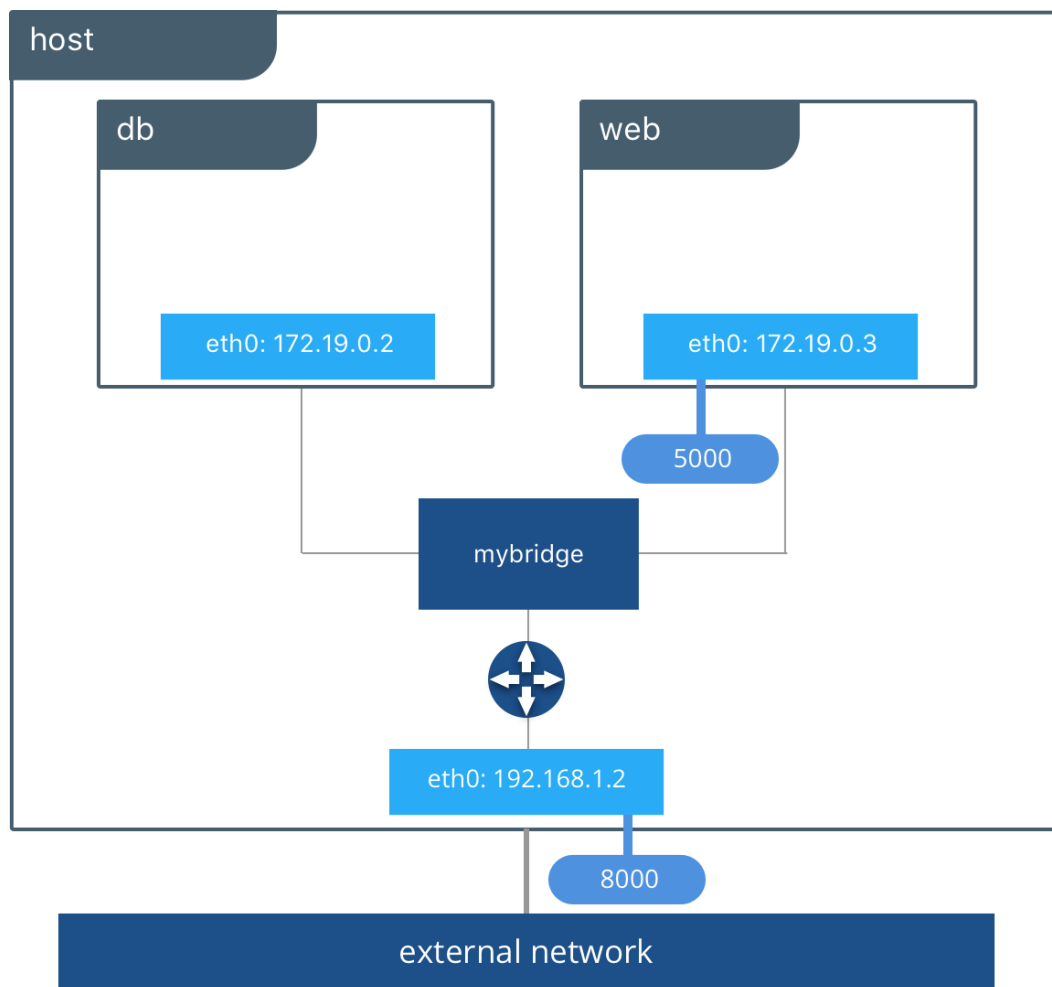 host
db
web
eth0: 172.19.0.2
eth0: 172.19.0.3
5000
mybridge
eth0: 192.168.1.2
8000
external network